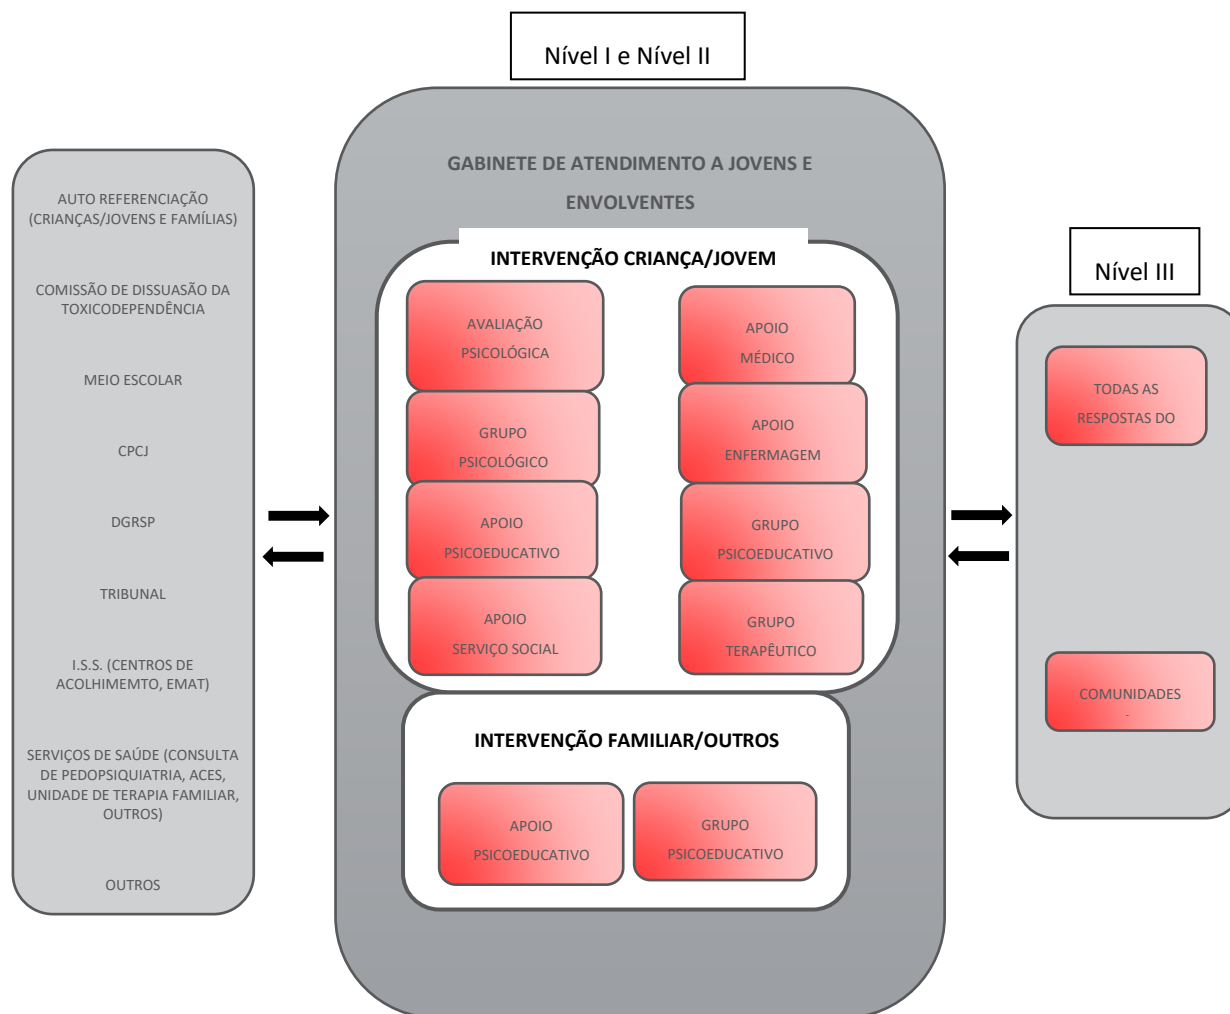 Nível I e Nível II
AUTO REFERENCIAÇÃO
(CRIANÇAS/JOVENS E FAMÍLIAS)
COMISSÃO DE DISSUASÃO DA
TOXICODEPENDÊNCIA
MEIO ESCOLAR
CPCJ
DGRSP
TRIBUNAL
I.S.S. (CENTROS DE
ACOLHIMEMTO, EMAT)
SERVIÇOS DE SAÚDE (CONSULTA
DE PEDOPSIQUIATRIA, ACES,
UNIDADE DE TERAPIA FAMILIAR,
OUTROS)
OUTROS
GABINETE DE ATENDIMENTO A JOVENS E
ENVOLVENTES
INTERVENÇÃO CRIANÇA/JOVEM
AVALIAÇÃO
PSICOLÓGICA
GRUPO
PSICOLÓGICO
APOIO
PSICOEDUCATIVO
APOIO
SERVIÇO SOCIAL
APOIO
MÉDICO
APOIO
ENFERMAGEM
GRUPO
PSICOEDUCATIVO
GRUPO
TERAPÊUTICO
INTERVENÇÃO FAMILIAR/OUTROS
APOIO
PSICOEDUCATIVO
GRUPO
PSICOEDUCATIVO
Nível III
TODAS AS
RESPOSTAS DO
COMUNIDADES